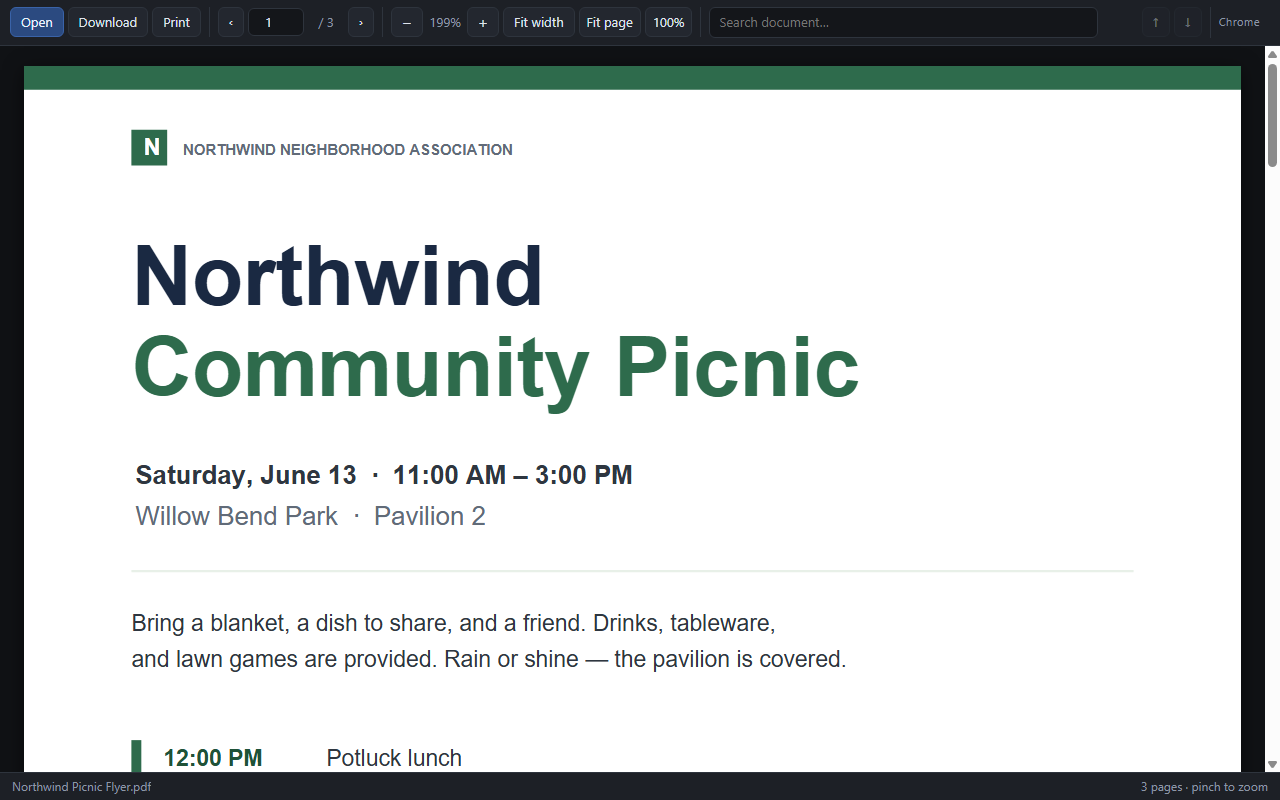 Open Download Print ‹ 1 / 3 › – 199% + Fit width Fit page 100% Search document... ↑ ↓ Chrome
N NORTHWIND NEIGHBORHOOD ASSOCIATION
Northwind
Community Picnic
Saturday, June 13 · 11:00 AM – 3:00 PM
Willow Bend Park · Pavilion 2
Bring a blanket, a dish to share, and a friend. Drinks, tableware,
and lawn games are provided. Rain or shine — the pavilion is covered.
12:00 PM Potluck lunch
Northwind Picnic Flyer.pdf 3 pages · pinch to zoom